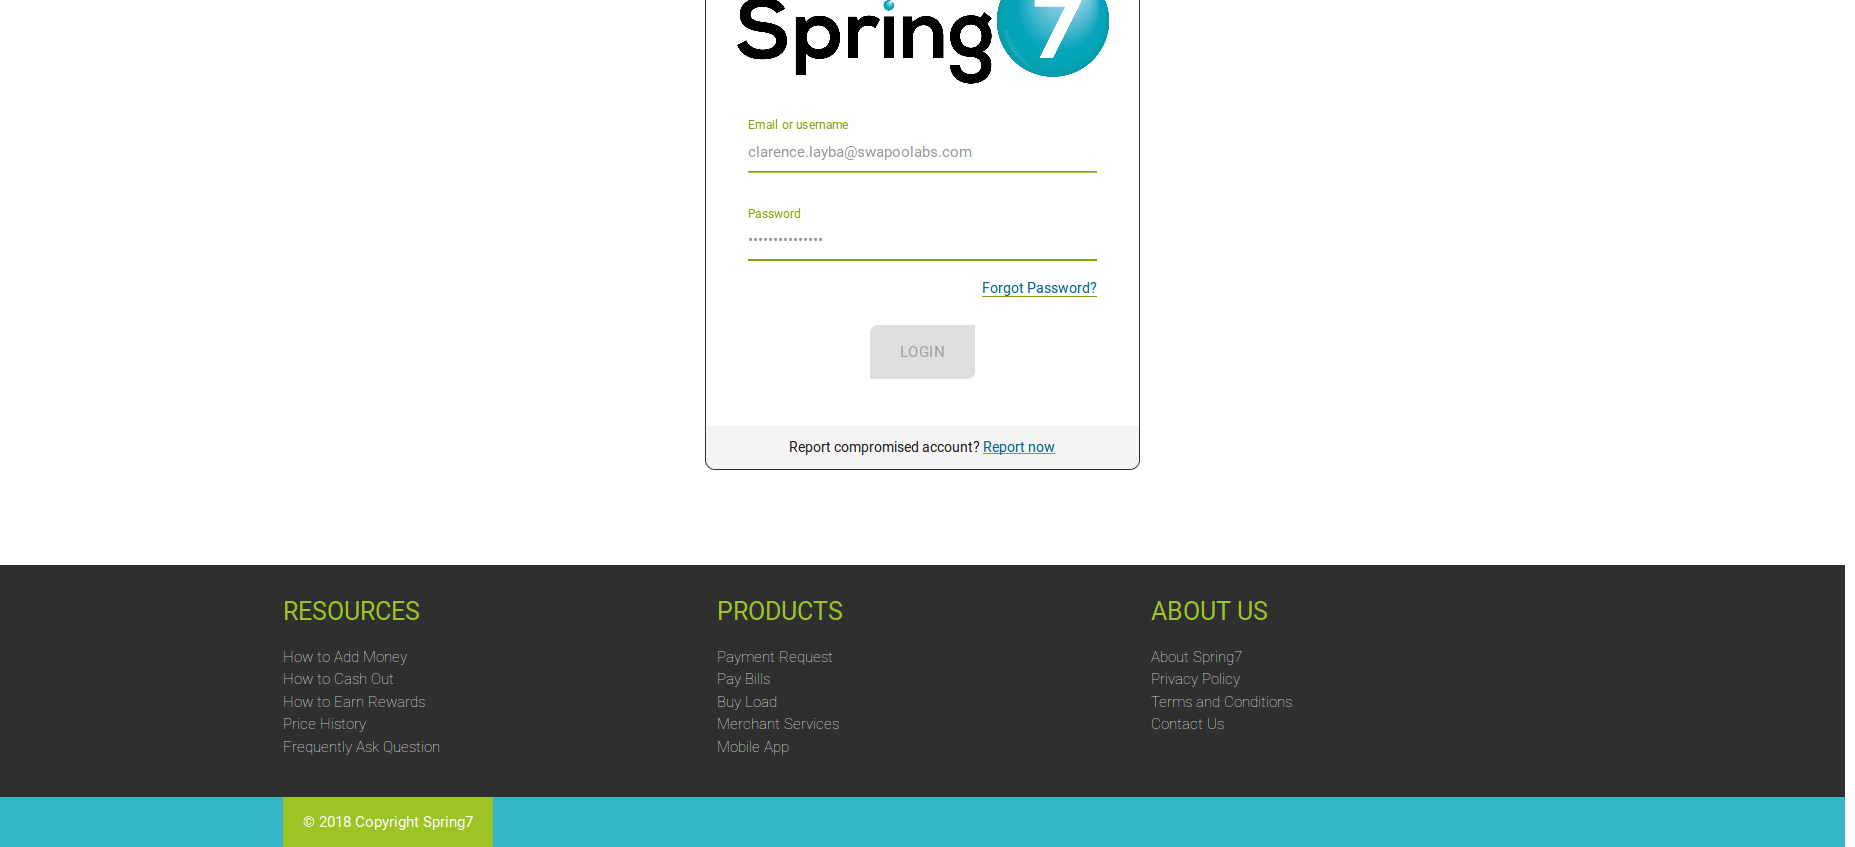 Spring7
Email or username
clarence.layba@swapoolabs.com
Password
•••••••••••••••
Forgot Password?
LOGIN
Report compromised account? Report now
RESOURCES
How to Add Money
How to Cash Out
How to Earn Rewards
Price History
Frequently Ask Question
PRODUCTS
Payment Request
Pay Bills
Buy Load
Merchant Services
Mobile App
ABOUT US
About Spring7
Privacy Policy
Terms and Conditions
Contact Us
© 2018 Copyright Spring7